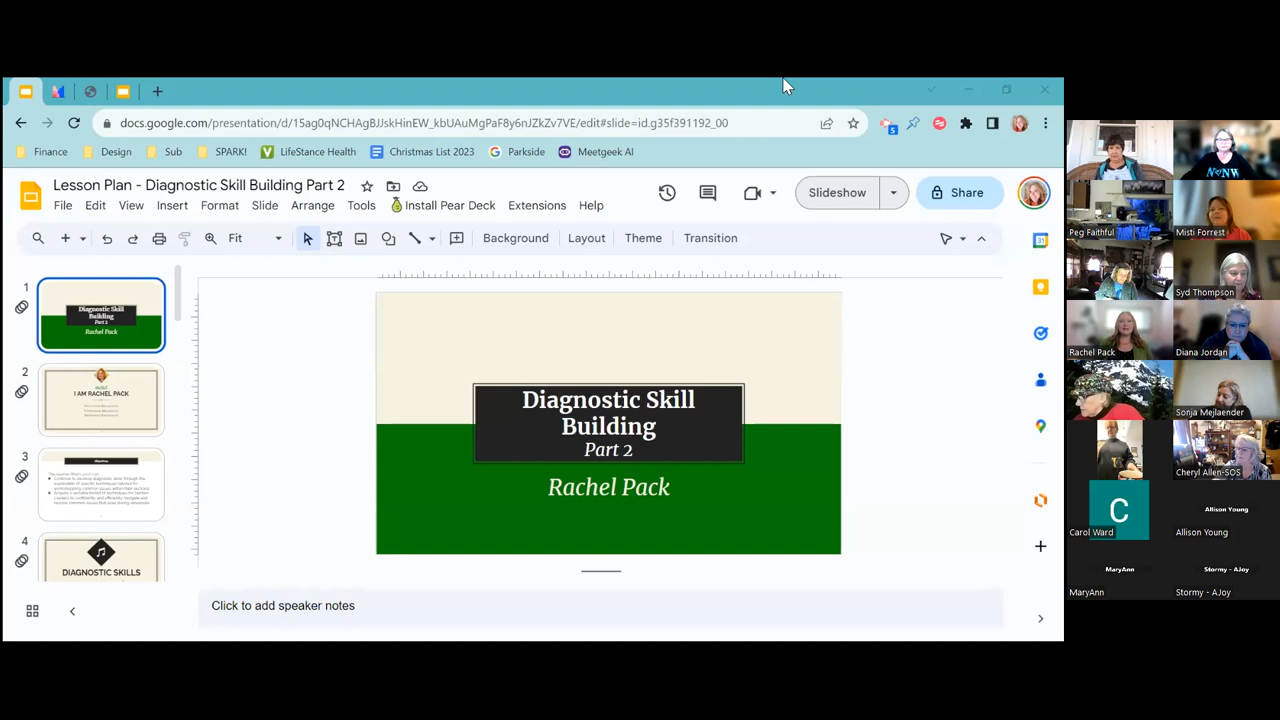 docs.google.com/presentation/d/15ag0qNCHAgBJJskHinEW_kbUAuMgPaF8y6nJZkZv7VE/edit#slide=id.g35f391192_00
5
Finance Design Sub SPARK! LifeStance Health Christmas List 2023 Parkside Meetgeek AI
Lesson Plan - Diagnostic Skill Building Part 2
File Edit View Insert Format Slide Arrange Tools Install Pear Deck Extensions Help
Slideshow
Share
Fit
Background Layout Theme Transition
31
1
Diagnostic Skill
Building
Part 2
Rachel Pack
2
I AM RACHEL PACK
3
4
DIAGNOSTIC SKILLS
Diagnostic Skill
Building
Part 2
Rachel Pack
Click to add speaker notes
Peg Faithful
Misti Forrest
Syd Thompson
Rachel Pack
Diana Jordan
Sonja Mejlaender
Cheryl Allen-SOS
C
Carol Ward
Allison Young
Allison Young
MaryAnn
MaryAnn
Stormy - AJoy
Stormy - AJoy